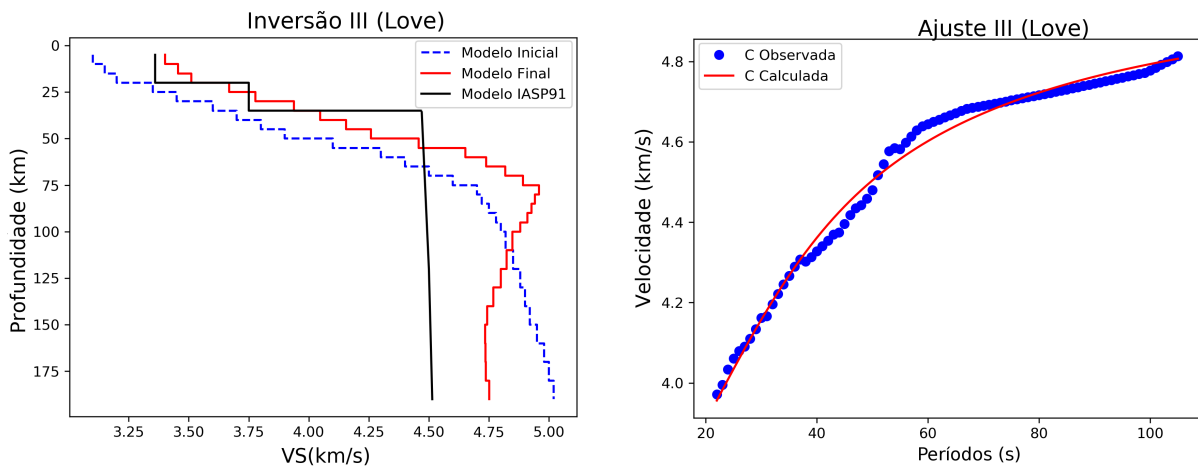 Inversão III (Love)
Modelo Inicial
Modelo Final
Modelo IASP91
0
25
50
75
100
125
150
175
Profundidade (km)
3.25
3.50
3.75
4.00
4.25
4.50
4.75
5.00
VS(km/s)
Ajuste III (Love)
C Observada
C Calculada
4.8
4.6
4.4
4.2
4.0
Velocidade (km/s)
20
40
60
80
100
Períodos (s)